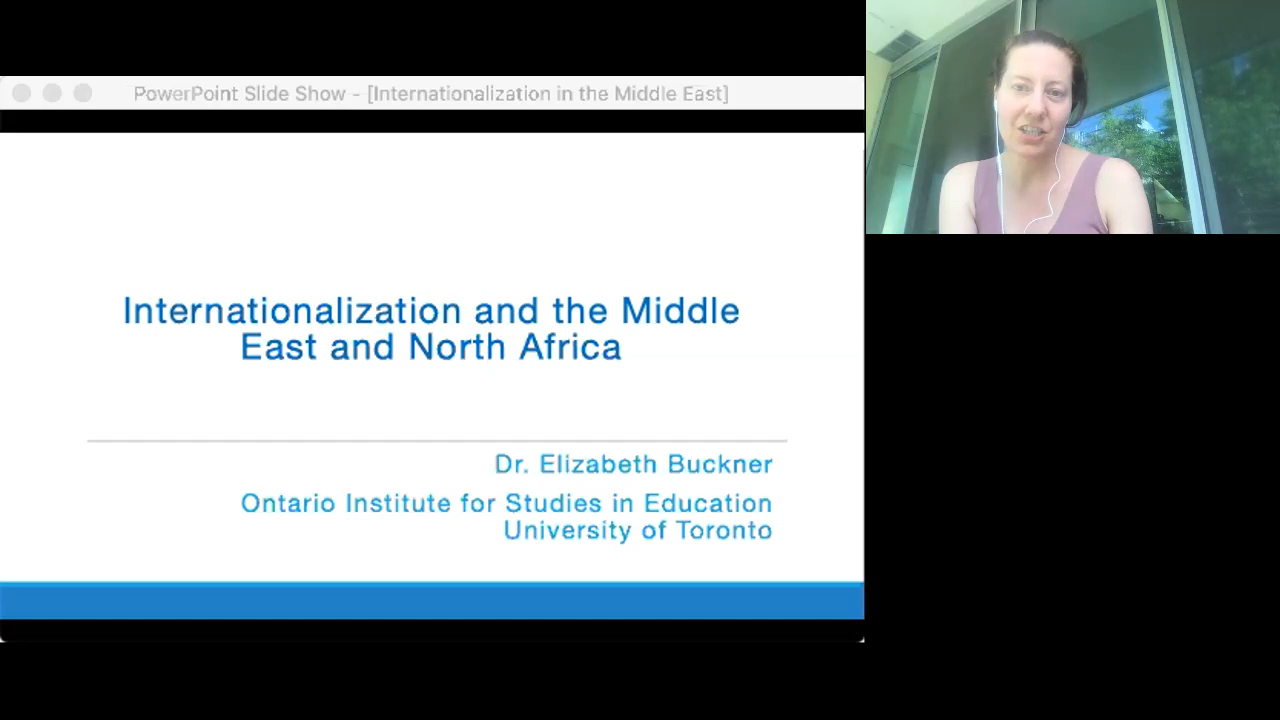 PowerPoint Slide Show - [Internationalization in the Middle East]
Internationalization and the Middle
East and North Africa
Dr. Elizabeth Buckner
Ontario Institute for Studies in Education
University of Toronto